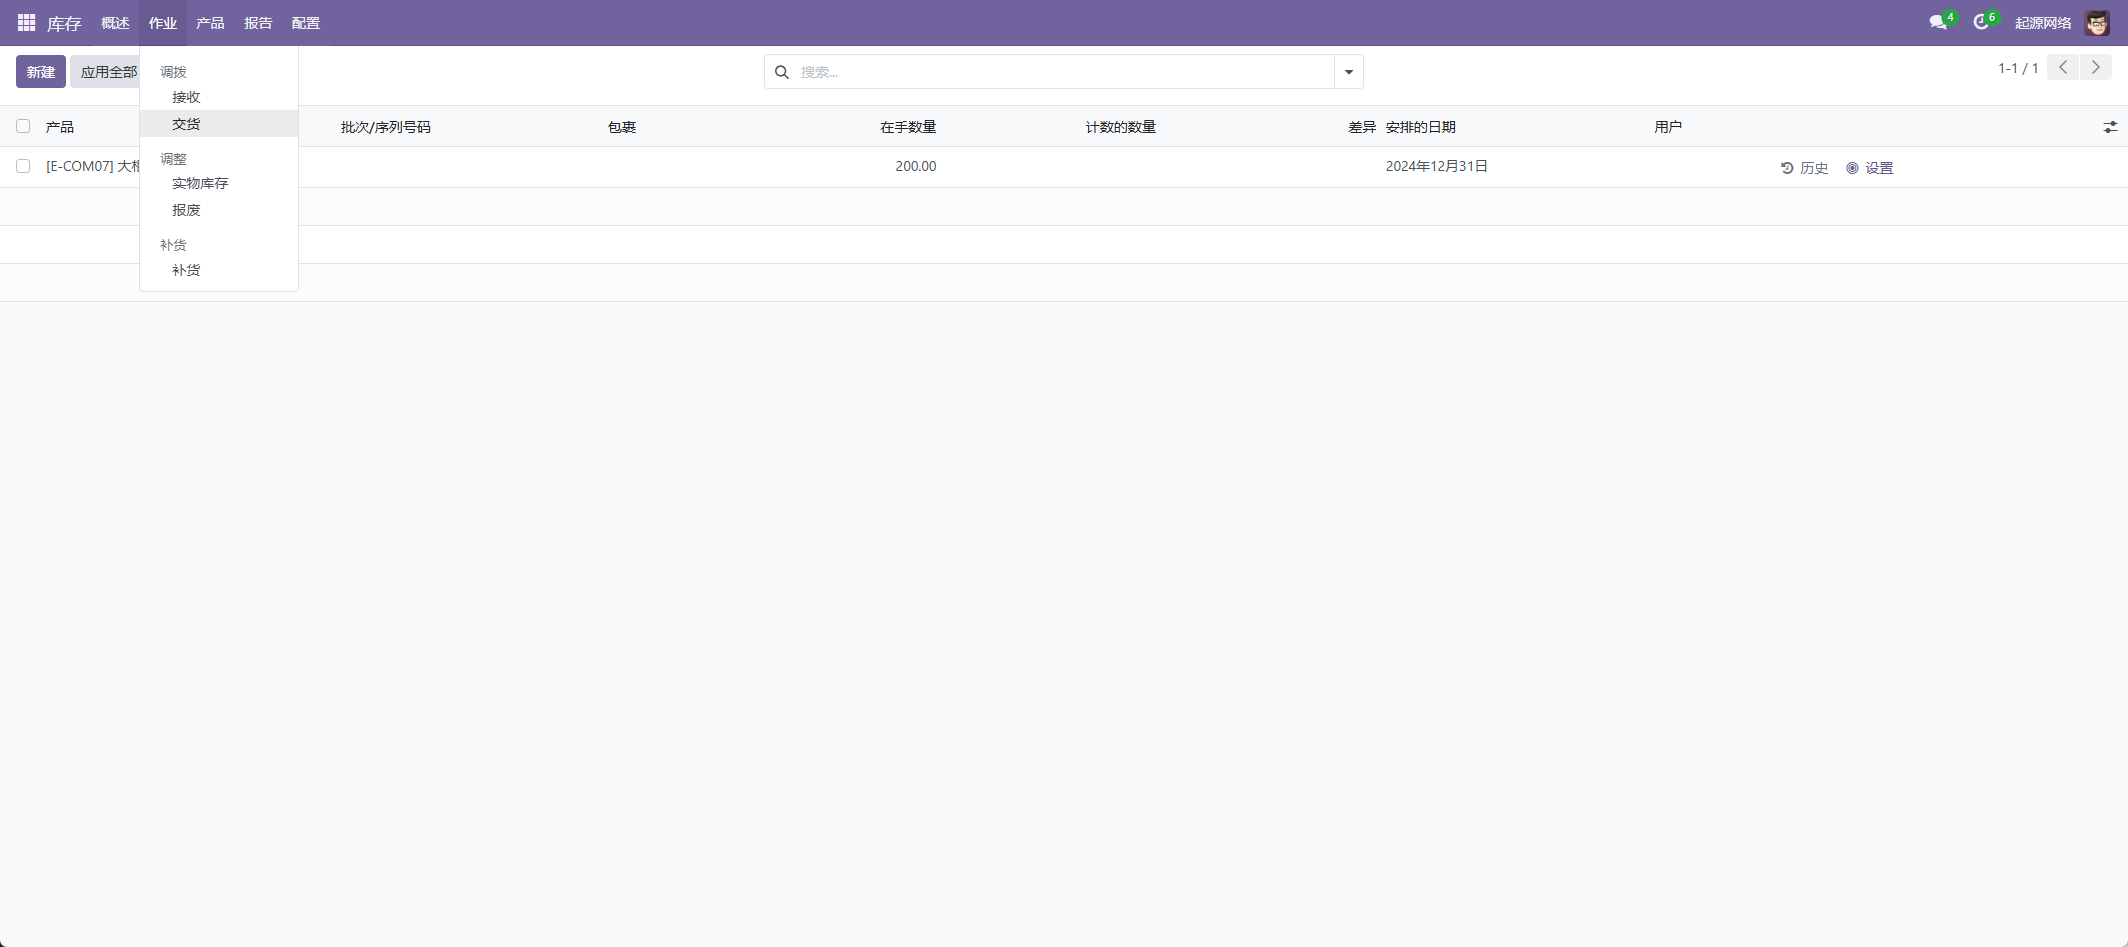 库存 概述 作业 产品 报告 配置 4 6 起源网络
新建 应用全部 搜索... 1-1 / 1
调拨
接收
交货
调整
实物库存
报废
补货
补货
产品 批次/序列号码 包裹 在手数量 计数的数量 差异 安排的日期 用户
[E-COM07] 大 200.00 2024年12月31日 历史 设置